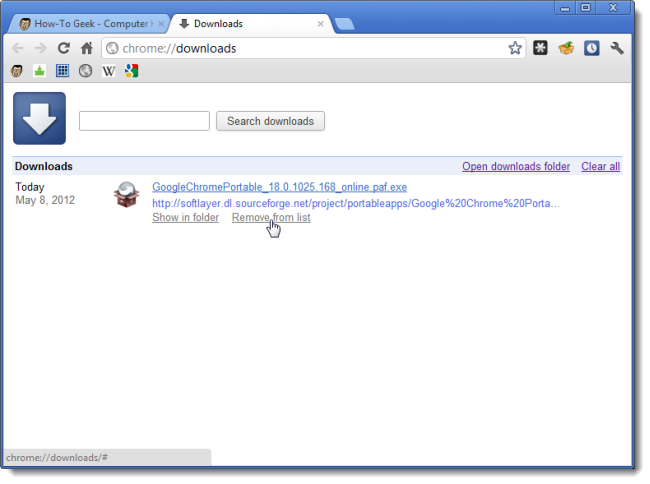 How-To Geek - Computer
Downloads
chrome://downloads
W
Search downloads
Downloads
Open downloads folder
Clear all
Today
GoogleChromePortable_18.0.1025.168_online.paf.exe
May 8, 2012
http://softlayer.dl.sourceforge.net/project/portableapps/Google%20Chrome%20Porta...
Show in folder
Remove from list
chrome://downloads/#